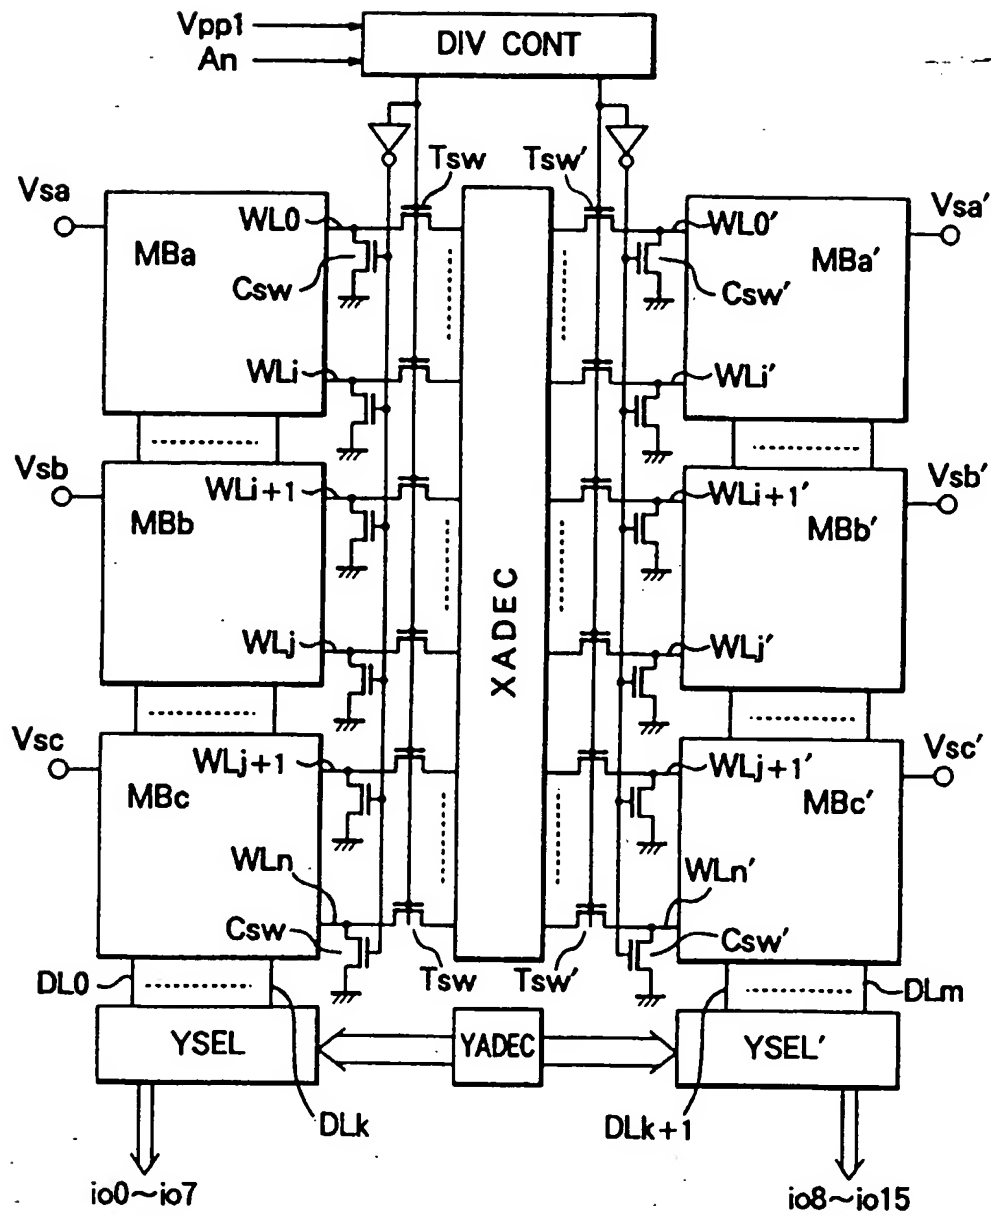 Vpp1
An
DIV CONT
Tsw
Tsw′
Vsa
MBa
WL0
Csw
WLi
WL0′
Csw′
WLi′
MBa′
Vsa′
Vsb
MBb
WLi+1
WLj
XADEC
WLi+1′
WLj′
MBb′
Vsb′
Vsc
MBc
WLj+1
WLn
Csw
Tsw
Tsw′
WLj+1′
MBc′
Vsc′
WLn′
Csw′
DL0
DLm
YSEL
YADEC
YSEL′
DLk
DLk+1
io0~io7
io8~io15